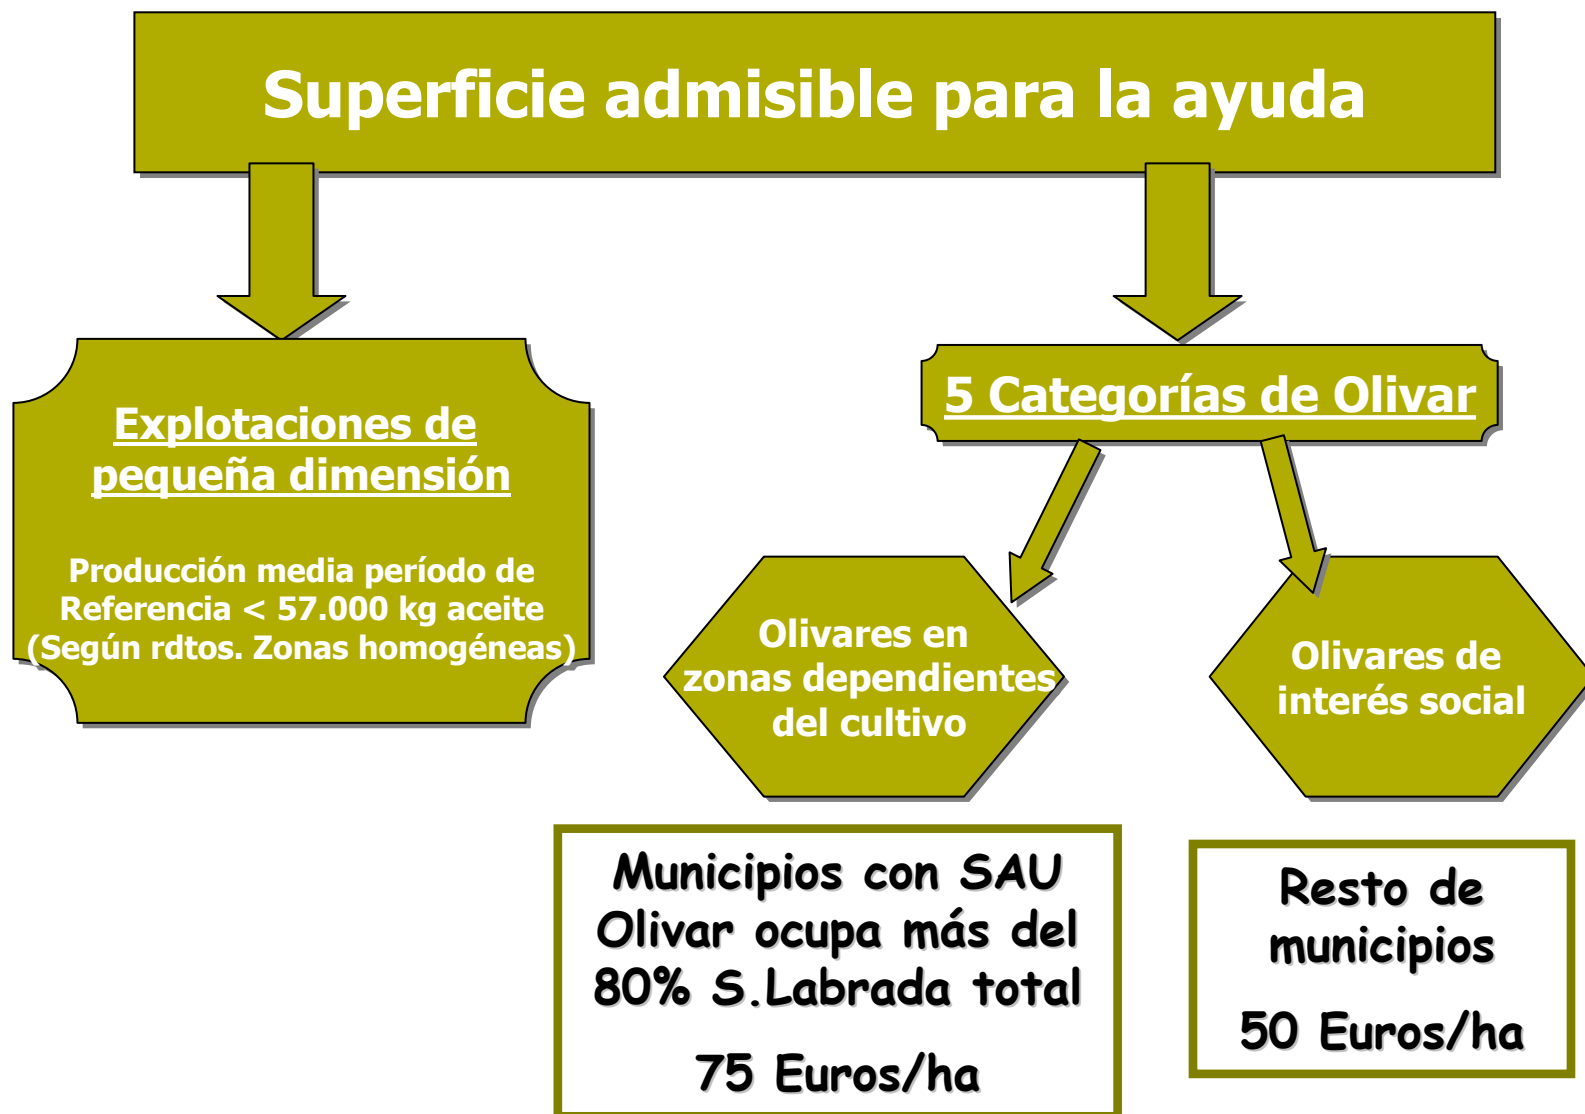 Superficie admisible para la ayuda
Explotaciones de
pequeña dimensión
Producción media período de
Referencia < 57.000 kg aceite
(Según rdtos. Zonas homogéneas)
5 Categorías de Olivar
Olivares en
zonas dependientes
del cultivo
Olivares de
interés social
Municipios con SAU
Olivar ocupa más del
80% S.Labrada total
75 Euros/ha
Resto de
municipios
50 Euros/ha